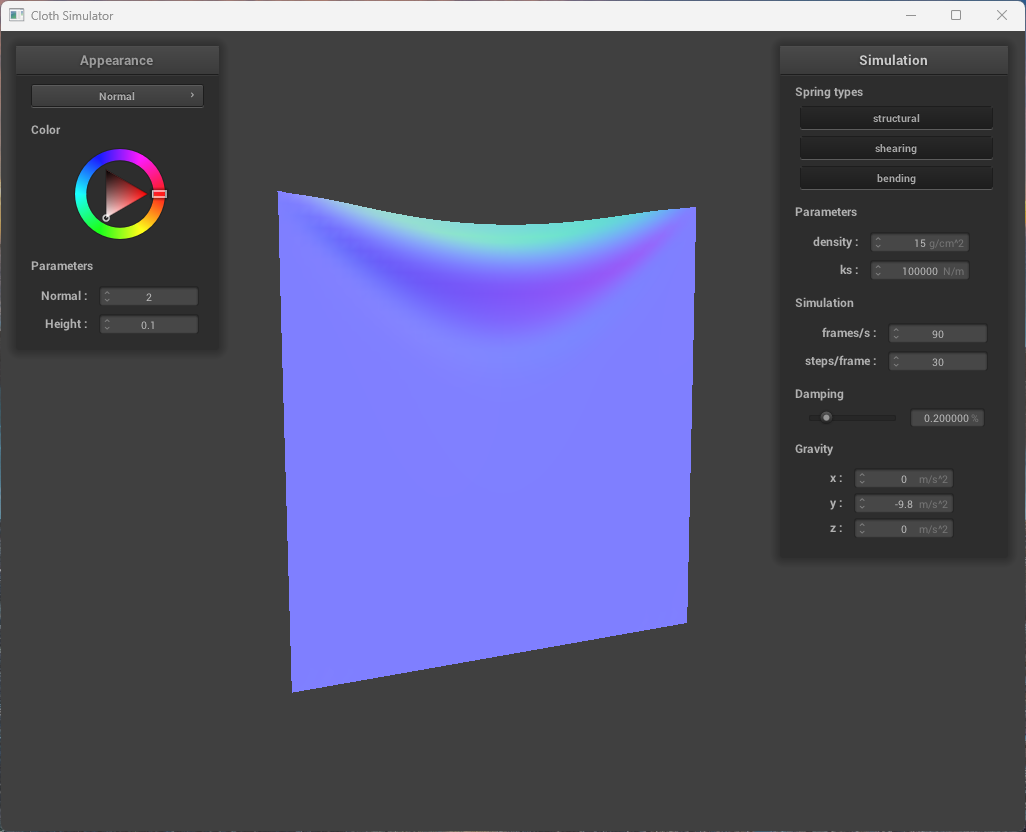 Cloth Simulator
Appearance
Normal
Color
Parameters
Normal : 2
Height : 0.1
Simulation
Spring types
structural
shearing
bending
Parameters
density : 15 g/cm^2
ks : 100000 N/m
Simulation
frames/s : 90
steps/frame : 30
Damping
0.200000 %
Gravity
x : 0 m/s^2
y : -9.8 m/s^2
z : 0 m/s^2